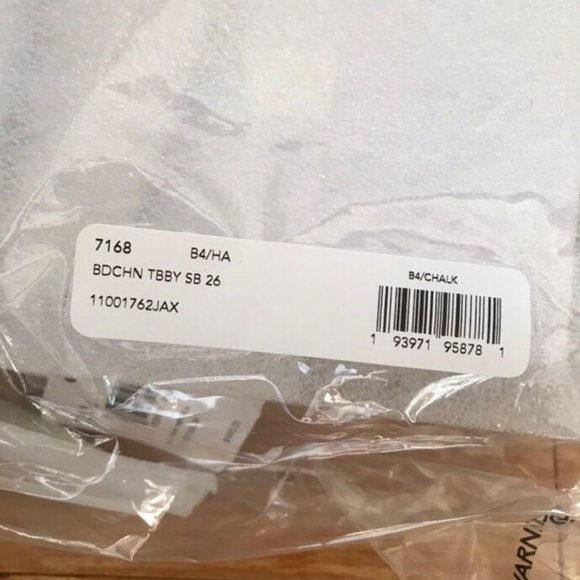 7168 B4/HA
BDCHN TBBY SB 26
11001762JAX
B4/CHALK
1 93971 95878 1